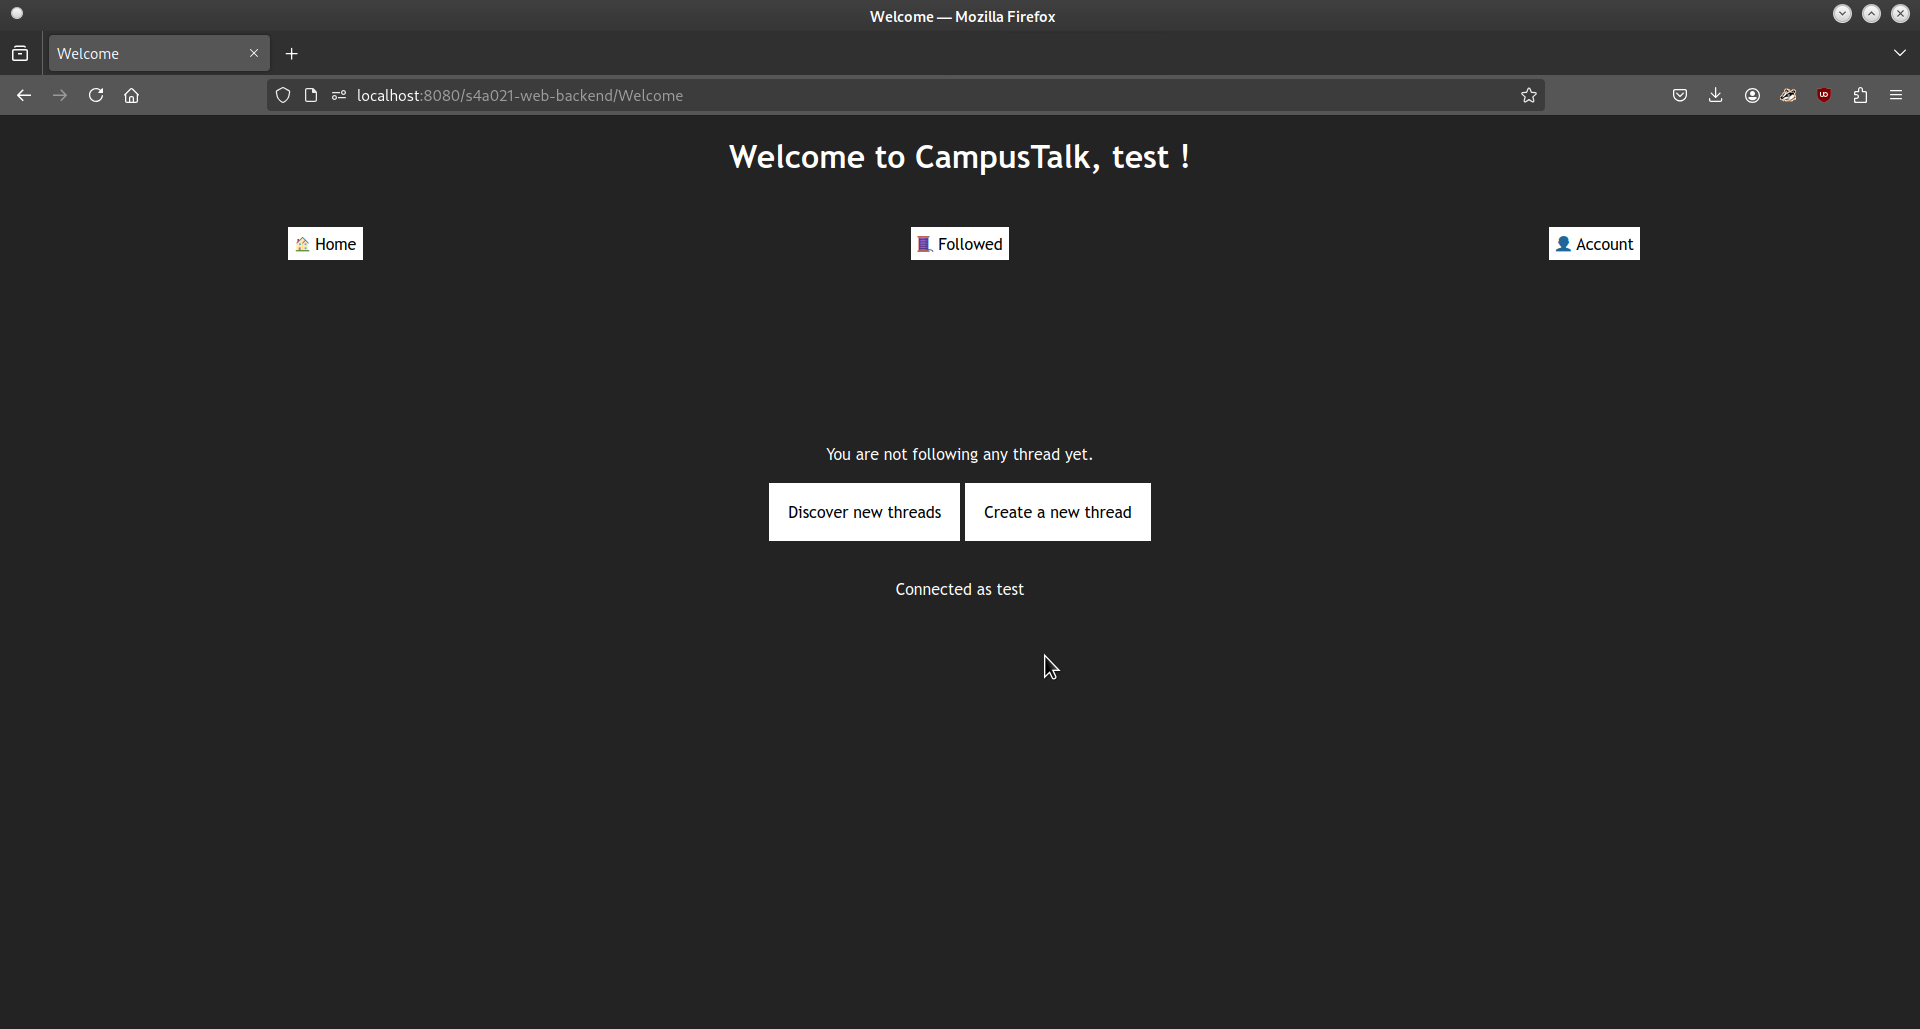 Welcome — Mozilla Firefox
Welcome
localhost:8080/s4a021-web-backend/Welcome
Welcome to CampusTalk, test !
Home
Followed
Account
You are not following any thread yet.
Discover new threads
Create a new thread
Connected as test